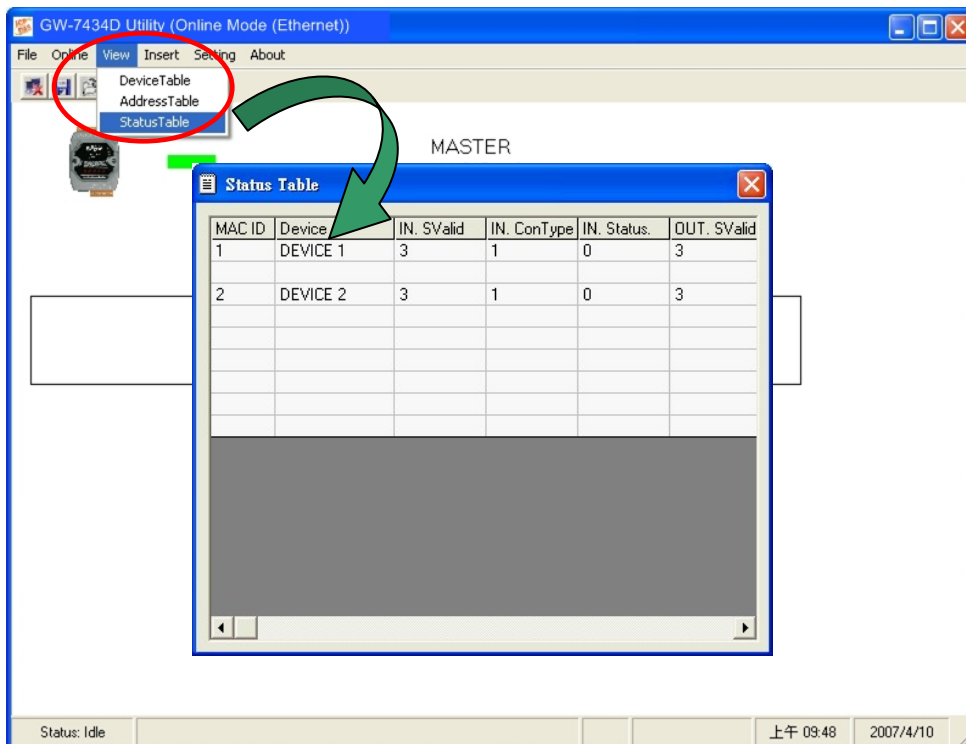 GW-7434D Utility (Online Mode (Ethernet))
File Online View Insert Setting About
DeviceTable
AddressTable
StatusTable
MASTER
Status Table
MAC ID Device IN. SValid IN. ConType IN. Status. OUT. SValid
1 DEVICE 1 3 1 0 3
2 DEVICE 2 3 1 0 3
Status: Idle 上午 09:48 2007/4/10